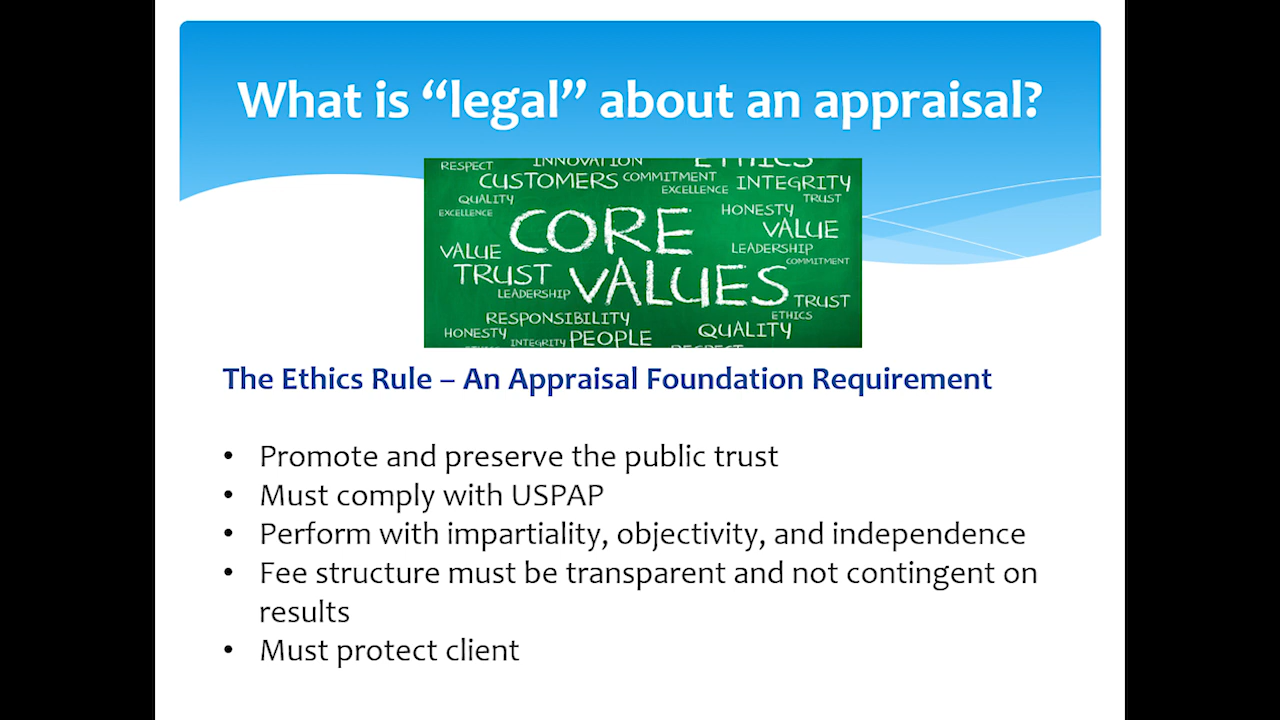 What is “legal” about an appraisal?
RESPECT INNOVATION ETHICS
CUSTOMERS COMMITMENT
EXCELLENCE INTEGRITY
QUALITY TRUST
EXCELLENCE CORE HONESTY
VALUE
VALUE LEADERSHIP
TRUST VALUES COMMITMENT
LEADERSHIP TRUST
RESPONSIBILITY ETHICS
HONESTY QUALITY
INTEGRITY PEOPLE
RESPECT
The Ethics Rule – An Appraisal Foundation Requirement
• Promote and preserve the public trust
• Must comply with USPAP
• Perform with impartiality, objectivity, and independence
• Fee structure must be transparent and not contingent on
results
• Must protect client